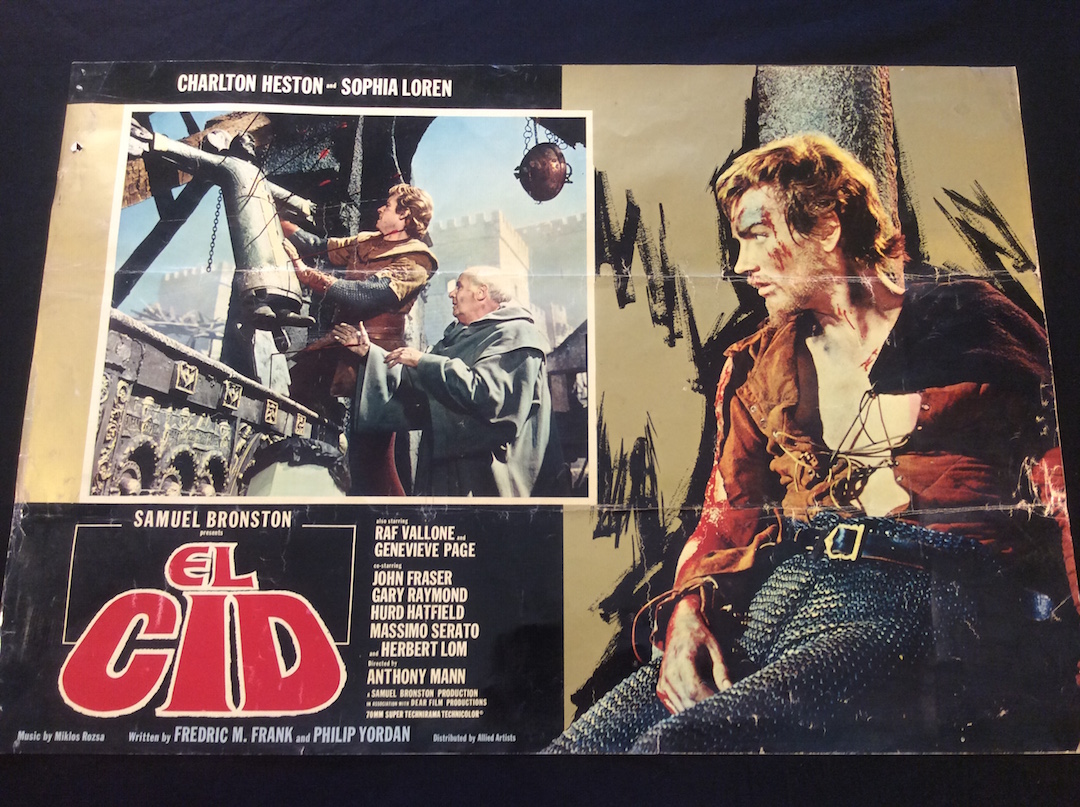 CHARLTON HESTON and SOPHIA LOREN
SAMUEL BRONSTON
presents
EL
CID
also starring
RAF VALLONE and
GENEVIEVE PAGE
co-starring
JOHN FRASER
GARY RAYMOND
HURD HATFIELD
MASSIMO SERATO
and HERBERT LOM
Directed by
ANTHONY MANN
A SAMUEL BRONSTON PRODUCTION
IN ASSOCIATION WITH DEAR FILM PRODUCTIONS
70MM SUPER TECHNIRAMA TECHNICOLOR®
Music by Miklos Rozsa Written by FREDRIC M. FRANK and PHILIP YORDAN Distributed by Allied Artists